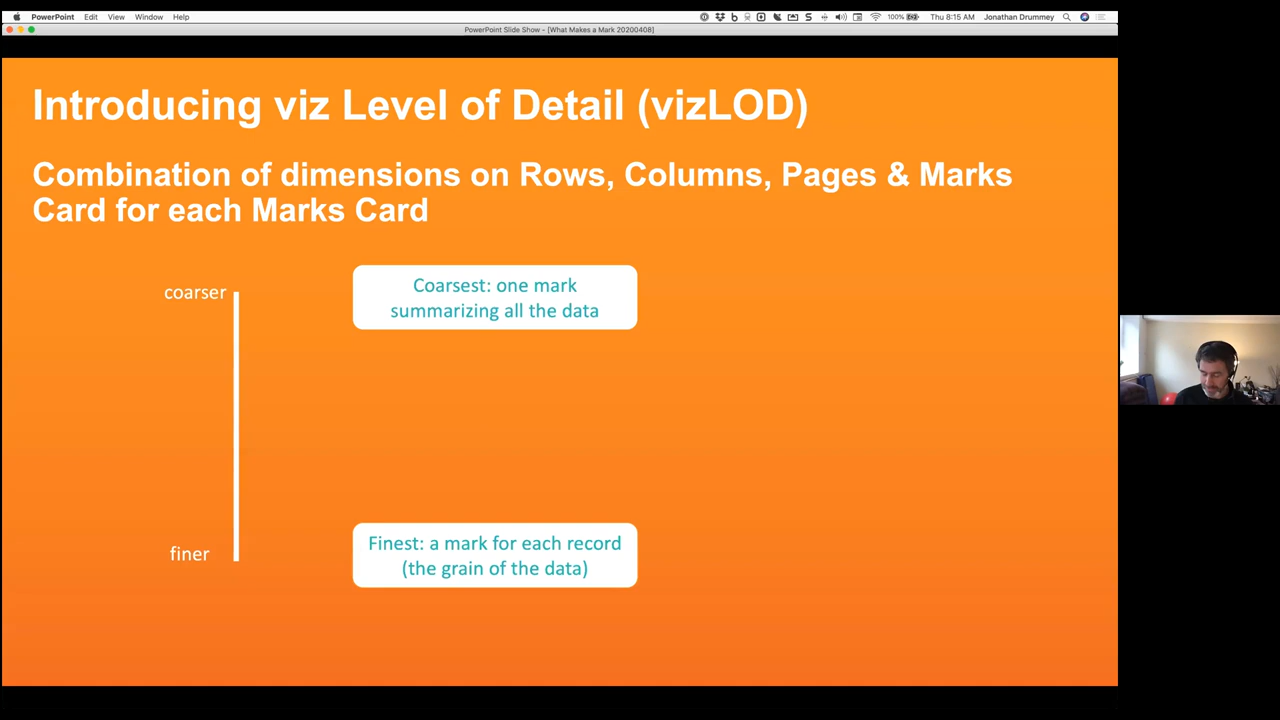 PowerPoint Edit View Window Help
100% Thu 8:15 AM Jonathan Drummey
PowerPoint Slide Show - [What Makes a Mark 20200408]
Introducing viz Level of Detail (vizLOD)
Combination of dimensions on Rows, Columns, Pages & Marks
Card for each Marks Card
coarser
Coarsest: one mark
summarizing all the data
finer
Finest: a mark for each record
(the grain of the data)